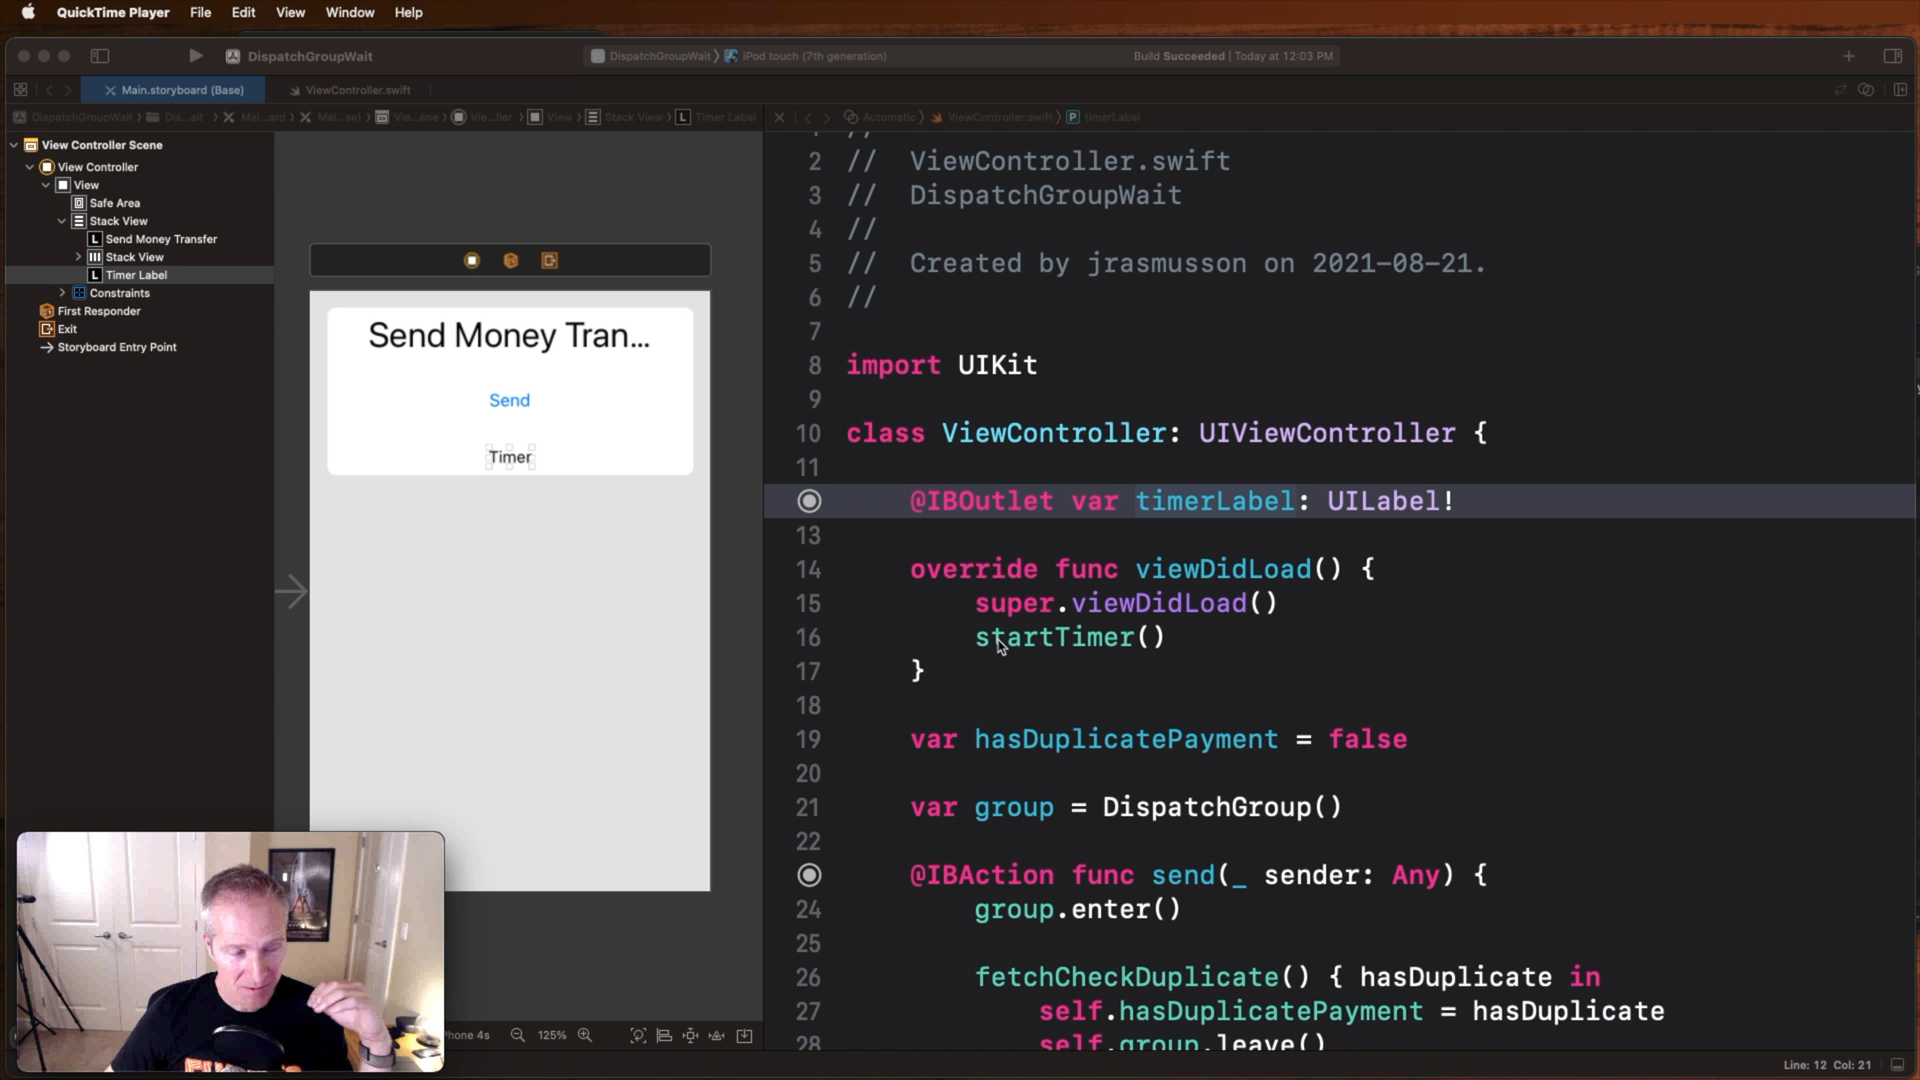 QuickTime Player File Edit View Window Help
DispatchGroupWait
DispatchGroupWait iPod touch (7th generation)
Build Succeeded | Today at 12:03 PM
Main.storyboard (Base)
ViewController.swift
DispatchGroupWait Dis...ait Mai...ard Mai...se) Vie...ene Vie...ller View Stack View L Timer Label
Automatic ViewController.swift P timerLabel
View Controller Scene
View Controller
View
Safe Area
Stack View
L Send Money Transfer
Stack View
L Timer Label
Constraints
First Responder
Exit
Storyboard Entry Point
Send Money Tran...
Send
Timer
hone 4s
125%
//
2 // ViewController.swift
3 // DispatchGroupWait
4 //
5 // Created by jrasmusson on 2021-08-21.
6 //
7
8 import UIKit
9
10 class ViewController: UIViewController {
11
@IBOutlet var timerLabel: UILabel!
13
14 override func viewDidLoad() {
15 super.viewDidLoad()
16 startTimer()
17 }
18
19 var hasDuplicatePayment = false
20
21 var group = DispatchGroup()
22
@IBAction func send(_ sender: Any) {
24 group.enter()
25
26 fetchCheckDuplicate() { hasDuplicate in
27 self.hasDuplicatePayment = hasDuplicate
28 self.group.leave()
Line: 12 Col: 21